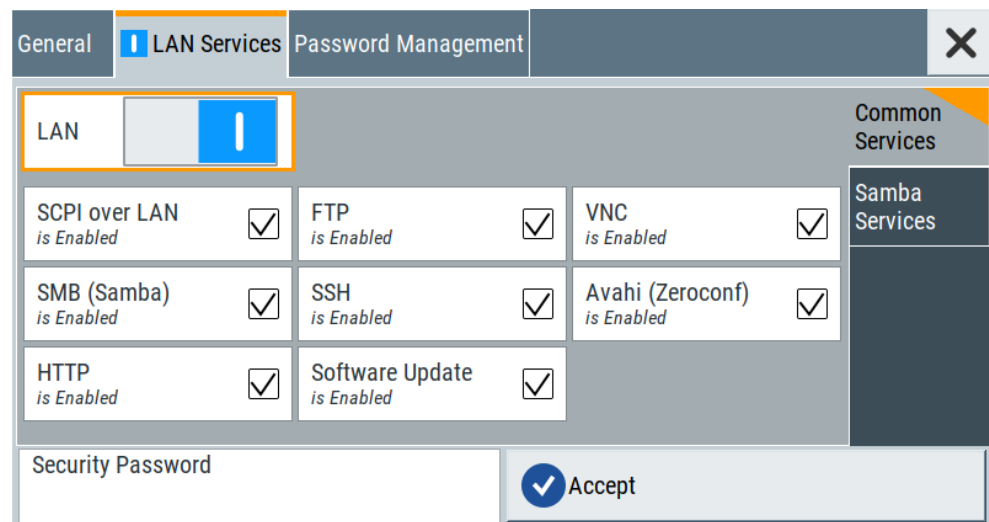 General
LAN Services
Password Management
LAN
Common
Services
Samba
Services
SCPI over LAN
is Enabled
FTP
is Enabled
VNC
is Enabled
SMB (Samba)
is Enabled
SSH
is Enabled
Avahi (Zeroconf)
is Enabled
HTTP
is Enabled
Software Update
is Enabled
Security Password
Accept